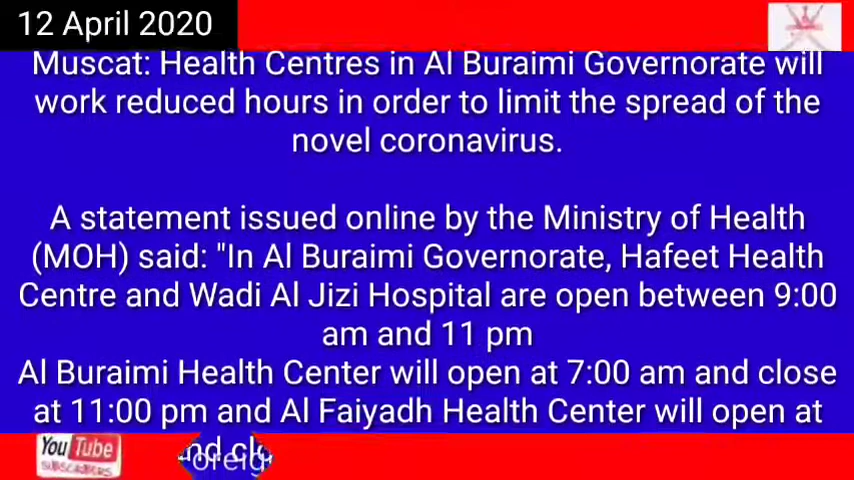 12 April 2020
Muscat: Health Centres in Al Buraimi Governorate will
work reduced hours in order to limit the spread of the
novel coronavirus.
A statement issued online by the Ministry of Health
(MOH) said: "In Al Buraimi Governorate, Hafeet Health
Centre and Wadi Al Jizi Hospital are open between 9:00
am and 11 pm
Al Buraimi Health Center will open at 7:00 am and close
at 11:00 pm and Al Faiyadh Health Center will open at
You Tube
SUBSCRIBERS